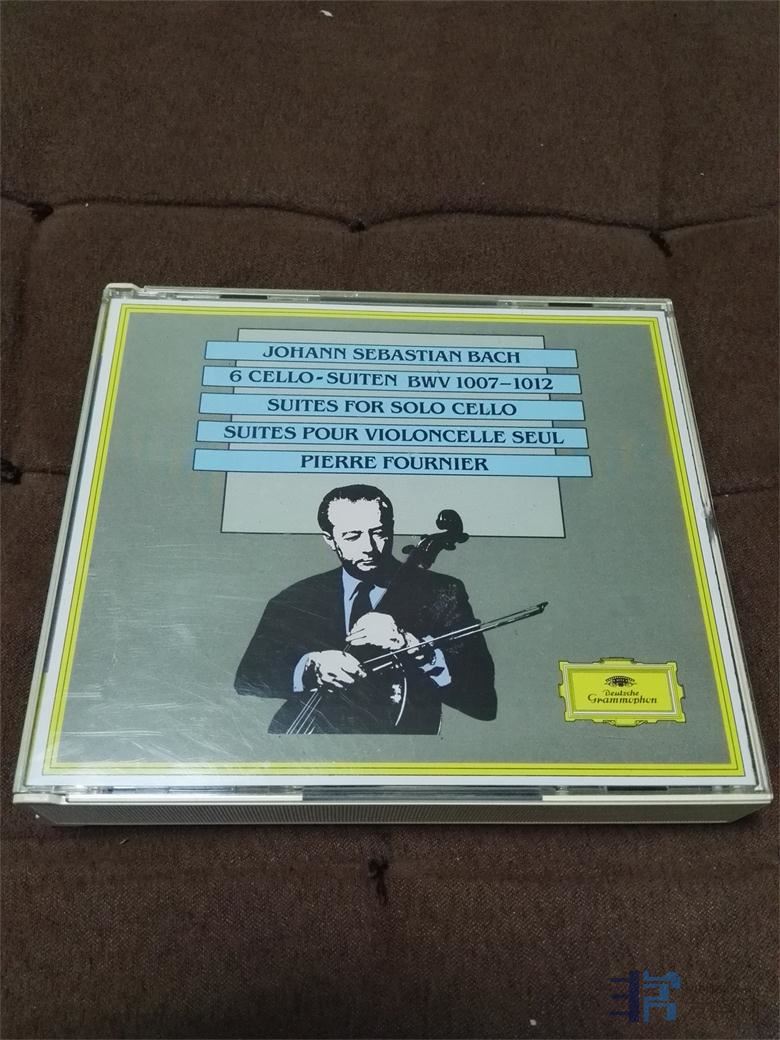 JOHANN SEBASTIAN BACH
6 CELLO-SUITEN BWV 1007–1012
SUITES FOR SOLO CELLO
SUITES POUR VIOLONCELLE SEUL
PIERRE FOURNIER
Deutsche
Grammophon